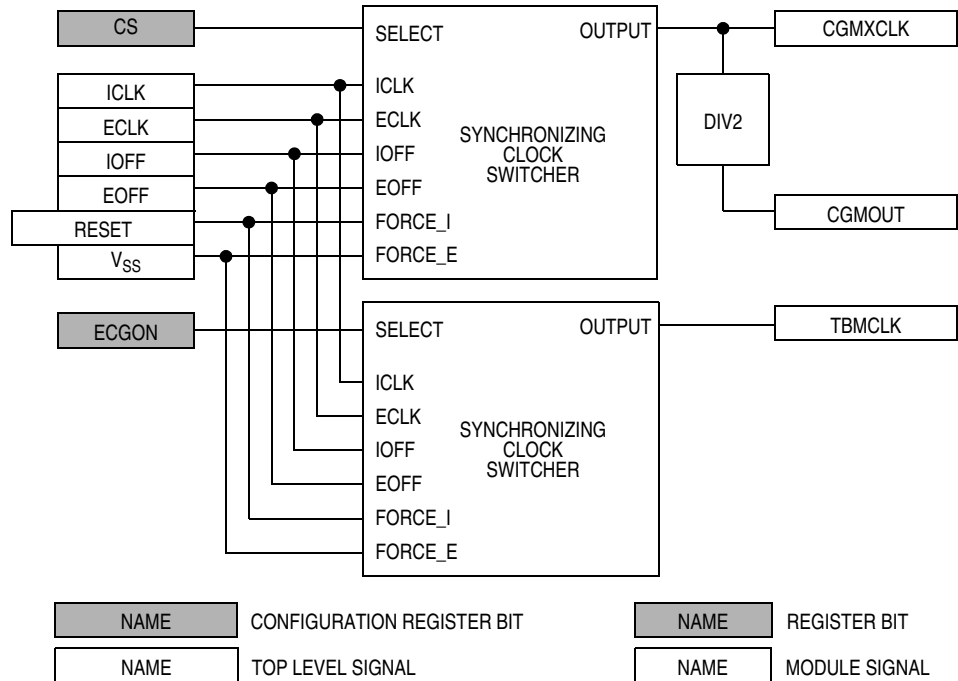 CS
SELECT
OUTPUT
CGMXCLK
ICLK
ICLK
ECLK
ECLK
IOFF
IOFF
EOFF
EOFF
RESET
FORCE_I
VSS
FORCE_E
SYNCHRONIZING
CLOCK
SWITCHER
DIV2
CGMOUT
ECGON
SELECT
OUTPUT
TBMCLK
ICLK
ECLK
IOFF
EOFF
FORCE_I
FORCE_E
SYNCHRONIZING
CLOCK
SWITCHER
NAME CONFIGURATION REGISTER BIT
NAME REGISTER BIT
NAME TOP LEVEL SIGNAL
NAME MODULE SIGNAL